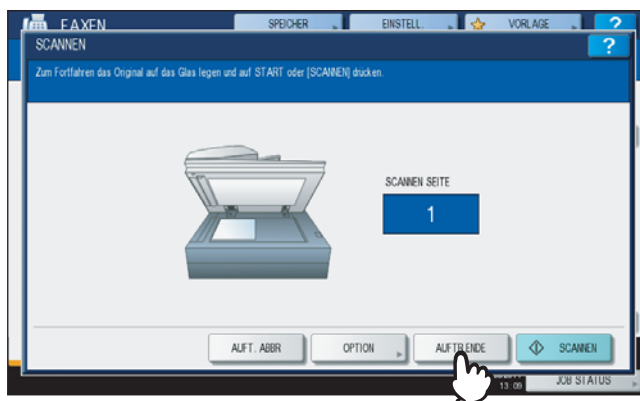 FAXEN SPEICHER EINSTELL. VORLAGE ?
SCANNEN ?
Zum Fortfahren das Original auf das Glas legen und auf START oder [SCANNEN] drücken.
SCANNEN SEITE
1
AUFT. ABBR OPTION AUFTR.ENDE SCANNEN
13:09 JOB STATUS